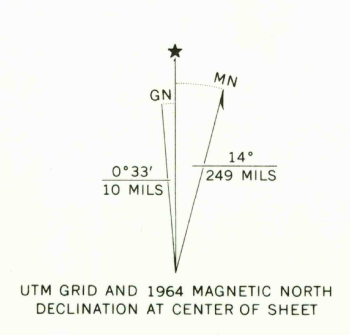 MN
GN
14°
249 MILS
0°33'
10 MILS
UTM GRID AND 1964 MAGNETIC NORTH
DECLINATION AT CENTER OF SHEET